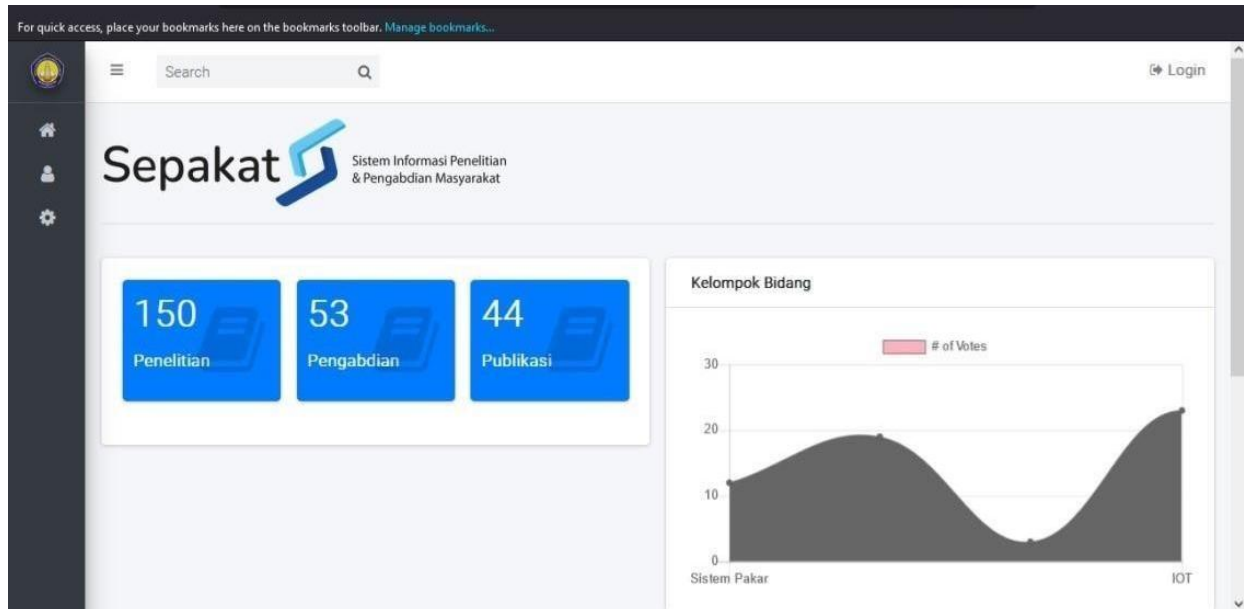 For quick access, place your bookmarks here on the bookmarks toolbar. Manage bookmarks...
Search
Login
Sepakat
Sistem Informasi Penelitian
& Pengabdian Masyarakat
150
Penelitian
53
Pengabdian
44
Publikasi
Kelompok Bidang
# of Votes
30
20
10
0
Sistem Pakar
IOT